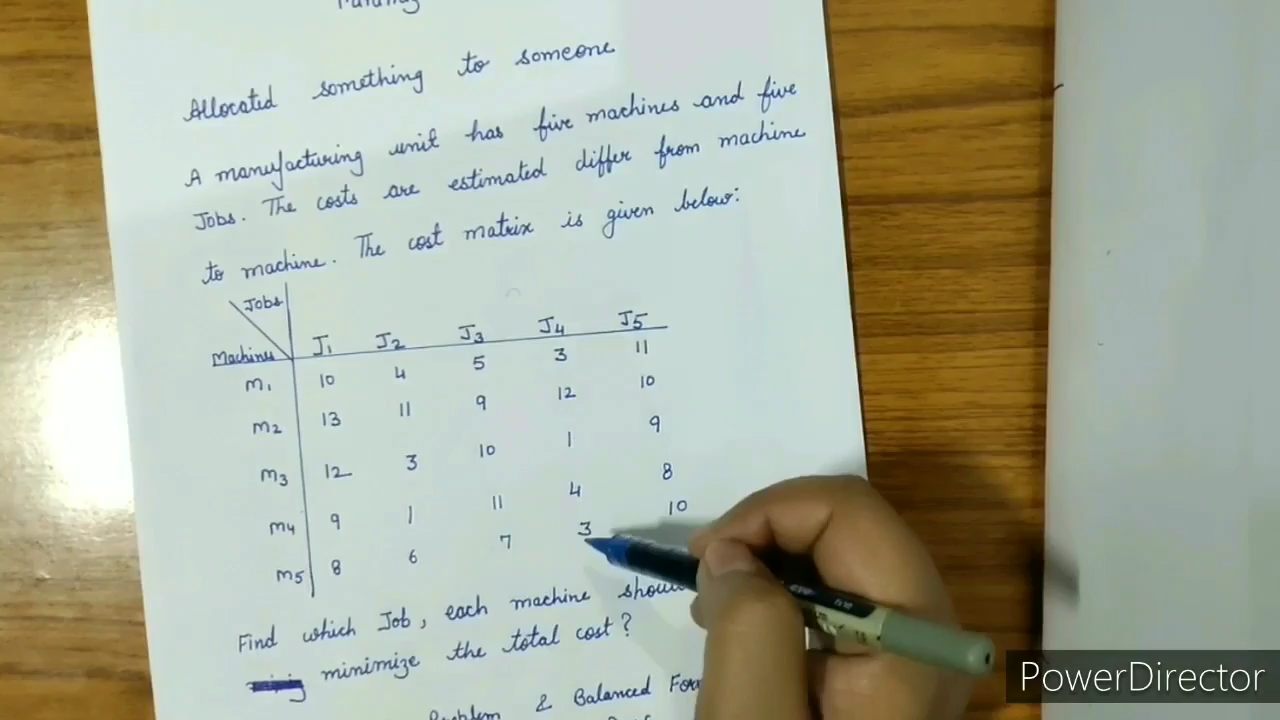 Allocated something to someone
A manufacturing unit has five machines and five
Jobs. The costs are estimated differ from machine
to machine. The cost matrix is given below:
Jobs
Machines J1 J2 J3 J4 J5
M1 10 4 5 3 11
M2 13 11 9 12 10
M3 12 3 10 1 9
M4 9 1 11 4 8
M5 8 6 7 3 10
Find which Job, each machine should
minimize the total cost?
Problem & Balanced
PowerDirector